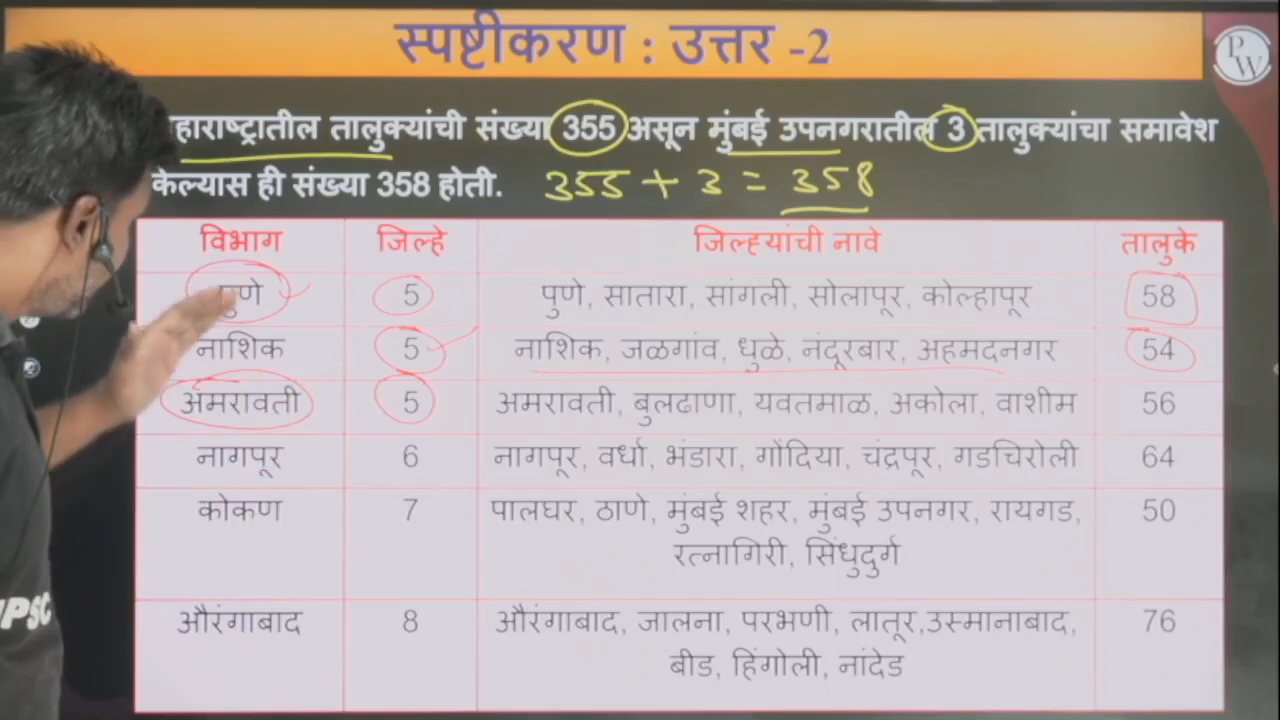 स्पष्टीकरण : उत्तर -2
PW
हाराष्ट्रातील तालुक्यांची संख्या 355 असून मुंबई उपनगरातील 3 तालुक्यांचा समावेश
केल्यास ही संख्या 358 होती. 355 + 3 = 358
विभाग जिल्हे जिल्ह्यांची नावे तालुके
पुणे 5 पुणे, सातारा, सांगली, सोलापूर, कोल्हापूर 58
नाशिक 5 नाशिक, जळगांव, धुळे, नंदूरबार, अहमदनगर 54
अमरावती 5 अमरावती, बुलढाणा, यवतमाळ, अकोला, वाशीम 56
नागपूर 6 नागपूर, वर्धा, भंडारा, गोंदिया, चंद्रपूर, गडचिरोली 64
कोकण 7 पालघर, ठाणे, मुंबई शहर, मुंबई उपनगर, रायगड, 50
रत्नागिरी, सिंधुदुर्ग
औरंगाबाद 8 औरंगाबाद, जालना, परभणी, लातूर,उस्मानाबाद, 76
बीड, हिंगोली, नांदेड
PSC